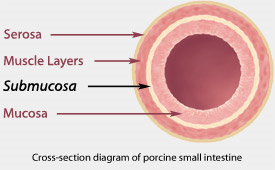 Serosa
Muscle Layers
Submucosa
Mucosa
Cross-section diagram of porcine small intestine